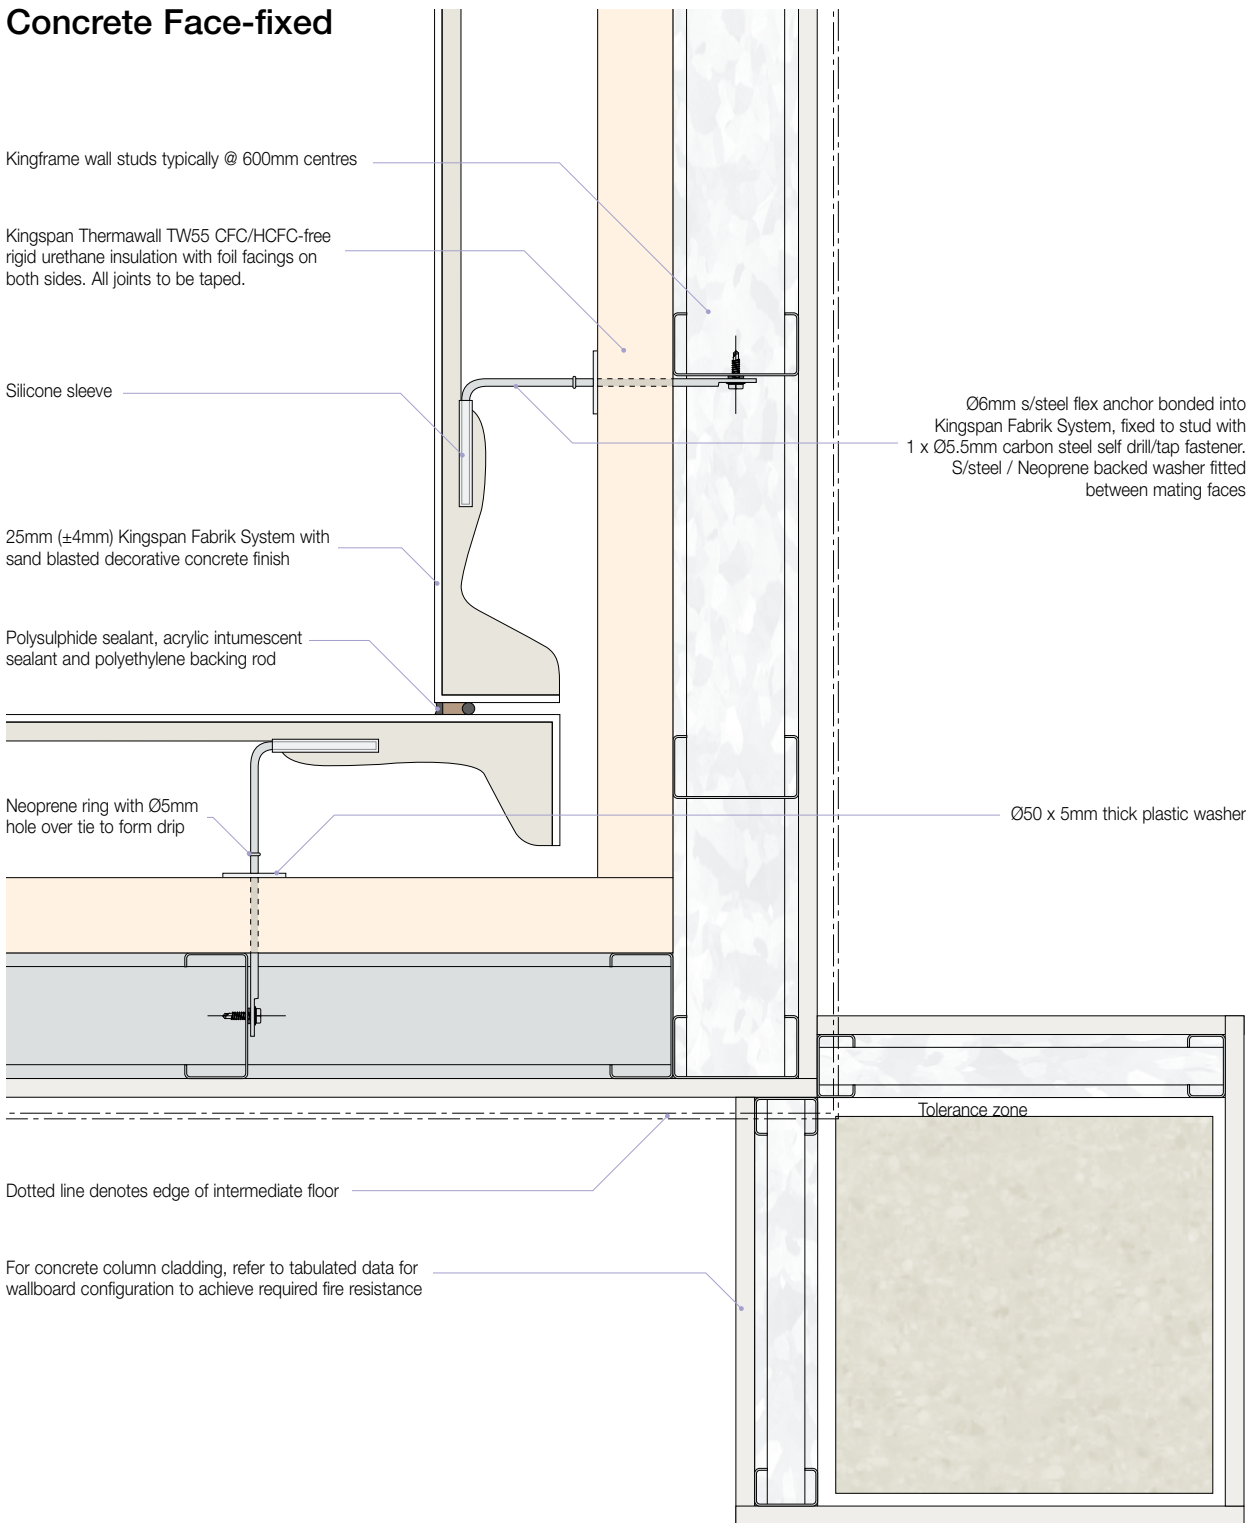 Concrete Face-fixed
Kingframe wall studs typically @ 600mm centres
Kingspan Thermawall TW55 CFC/HCFC-free
rigid urethane insulation with foil facings on
both sides. All joints to be taped.
Silicone sleeve
Ø6mm s/steel flex anchor bonded into
Kingspan Fabrik System, fixed to stud with
1 x Ø5.5mm carbon steel self drill/tap fastener.
S/steel / Neoprene backed washer fitted
between mating faces
25mm (±4mm) Kingspan Fabrik System with
sand blasted decorative concrete finish
Polysulphide sealant, acrylic intumescent
sealant and polyethylene backing rod
Neoprene ring with Ø5mm
hole over tie to form drip
Ø50 x 5mm thick plastic washer
Tolerance zone
Dotted line denotes edge of intermediate floor
For concrete column cladding, refer to tabulated data for
wallboard configuration to achieve required fire resistance